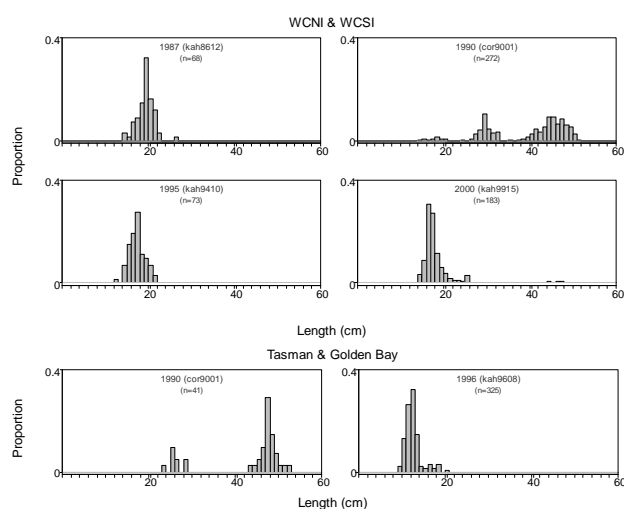 WCNI & WCSI
0.4
1987 (kah8612)
(n=68)
0
20
40
60
1990 (cor9001)
(n=272)
0
20
40
60
Proportion
0.4
1995 (kah9410)
(n=73)
0
20
40
60
0.4
2000 (kah9915)
(n=183)
0
20
40
60
Length (cm)
Tasman & Golden Bay
0.4
1990 (cor9001)
(n=41)
0
20
40
60
0.4
1996 (kah9608)
(n=325)
0
20
40
60
Proportion
Length (cm)